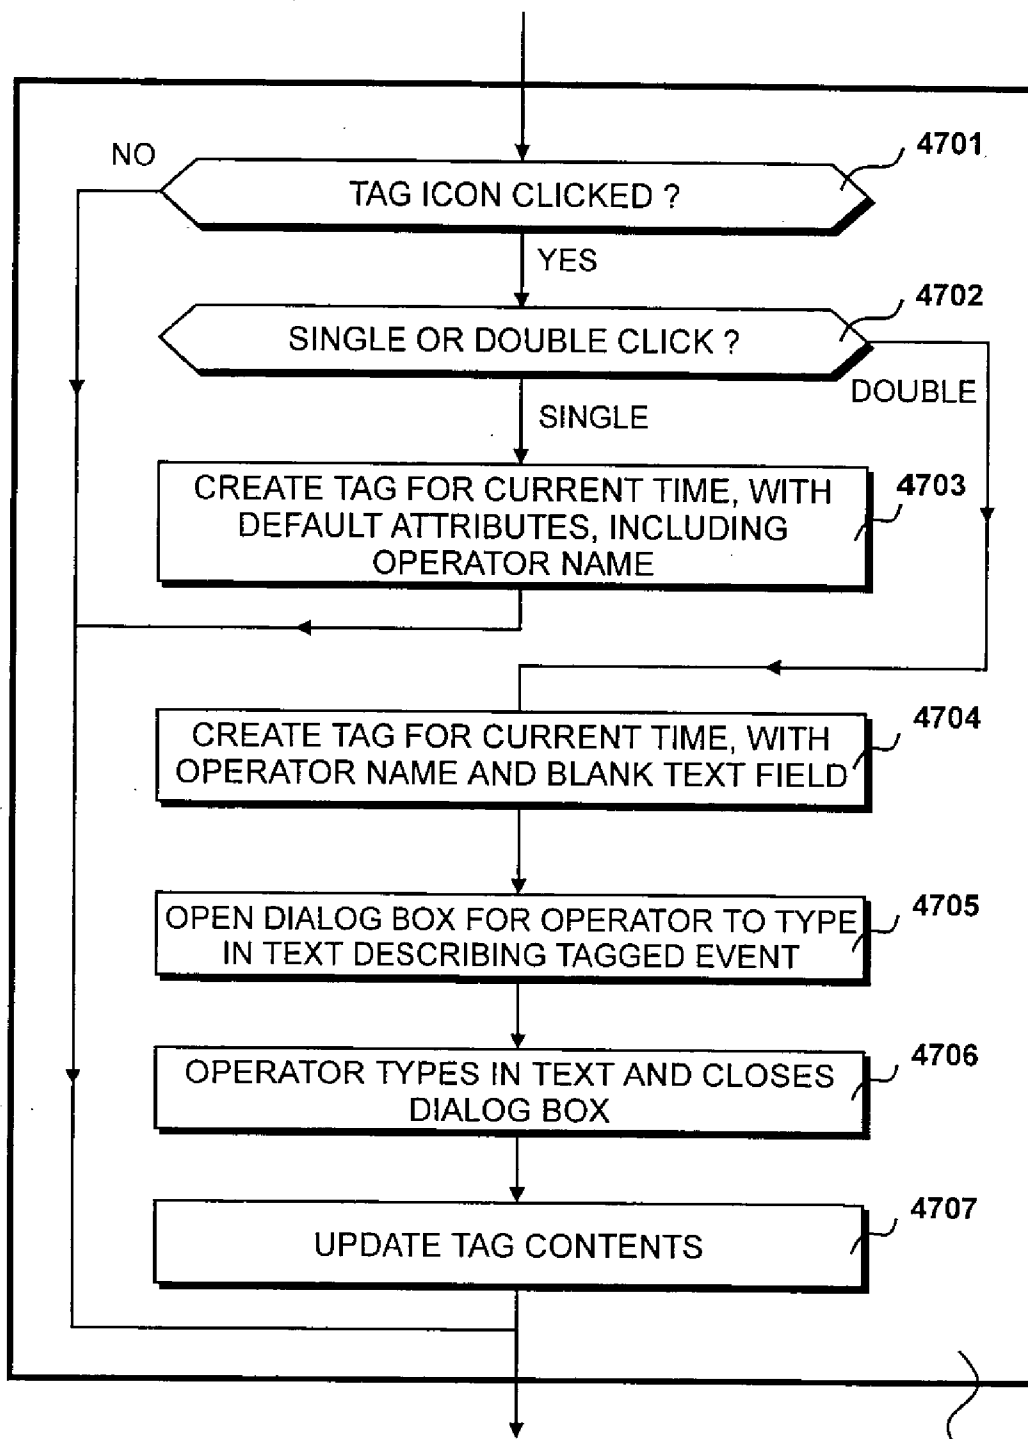 4701
NO
TAG ICON CLICKED ?
YES
4702
SINGLE OR DOUBLE CLICK ?
DOUBLE
SINGLE
4703
CREATE TAG FOR CURRENT TIME, WITH
DEFAULT ATTRIBUTES, INCLUDING
OPERATOR NAME
4704
CREATE TAG FOR CURRENT TIME, WITH
OPERATOR NAME AND BLANK TEXT FIELD
4705
OPEN DIALOG BOX FOR OPERATOR TO TYPE
IN TEXT DESCRIBING TAGGED EVENT
4706
OPERATOR TYPES IN TEXT AND CLOSES
DIALOG BOX
4707
UPDATE TAG CONTENTS